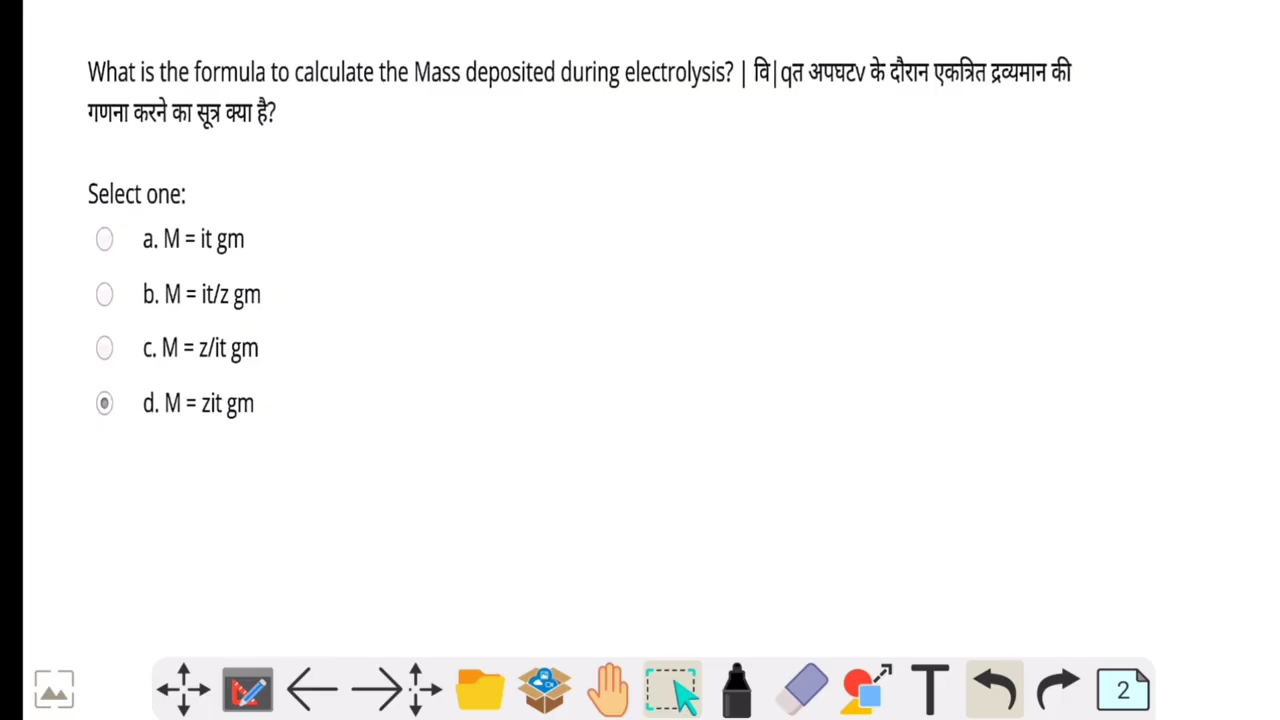 What is the formula to calculate the Mass deposited during electrolysis? | वि|qत अपघटv के दौरान एकत्रित द्रव्यमान की
गणना करने का सूत्र क्या है?
Select one:
a. M = it gm
b. M = it/z gm
c. M = z/it gm
d. M = zit gm
T
2